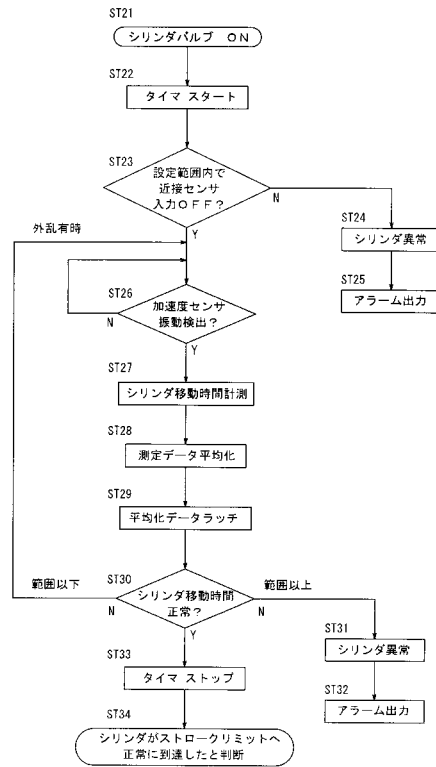 ST21
シリンダバルブ ON
ST22
タイマ スタート
ST23
設定範囲内で
近接センサ
入力OFF?
N
Y
ST24
シリンダ異常
ST25
アラーム出力
外乱有時
ST26
加速度センサ
振動検出?
N
Y
ST27
シリンダ移動時間計測
ST28
測定データ平均化
ST29
平均化データラッチ
ST30
範囲以下
範囲以上
シリンダ移動時間
正常?
N
N
Y
ST31
シリンダ異常
ST32
アラーム出力
ST33
タイマ ストップ
ST34
シリンダがストロークリミットへ
正常に到達したと判断